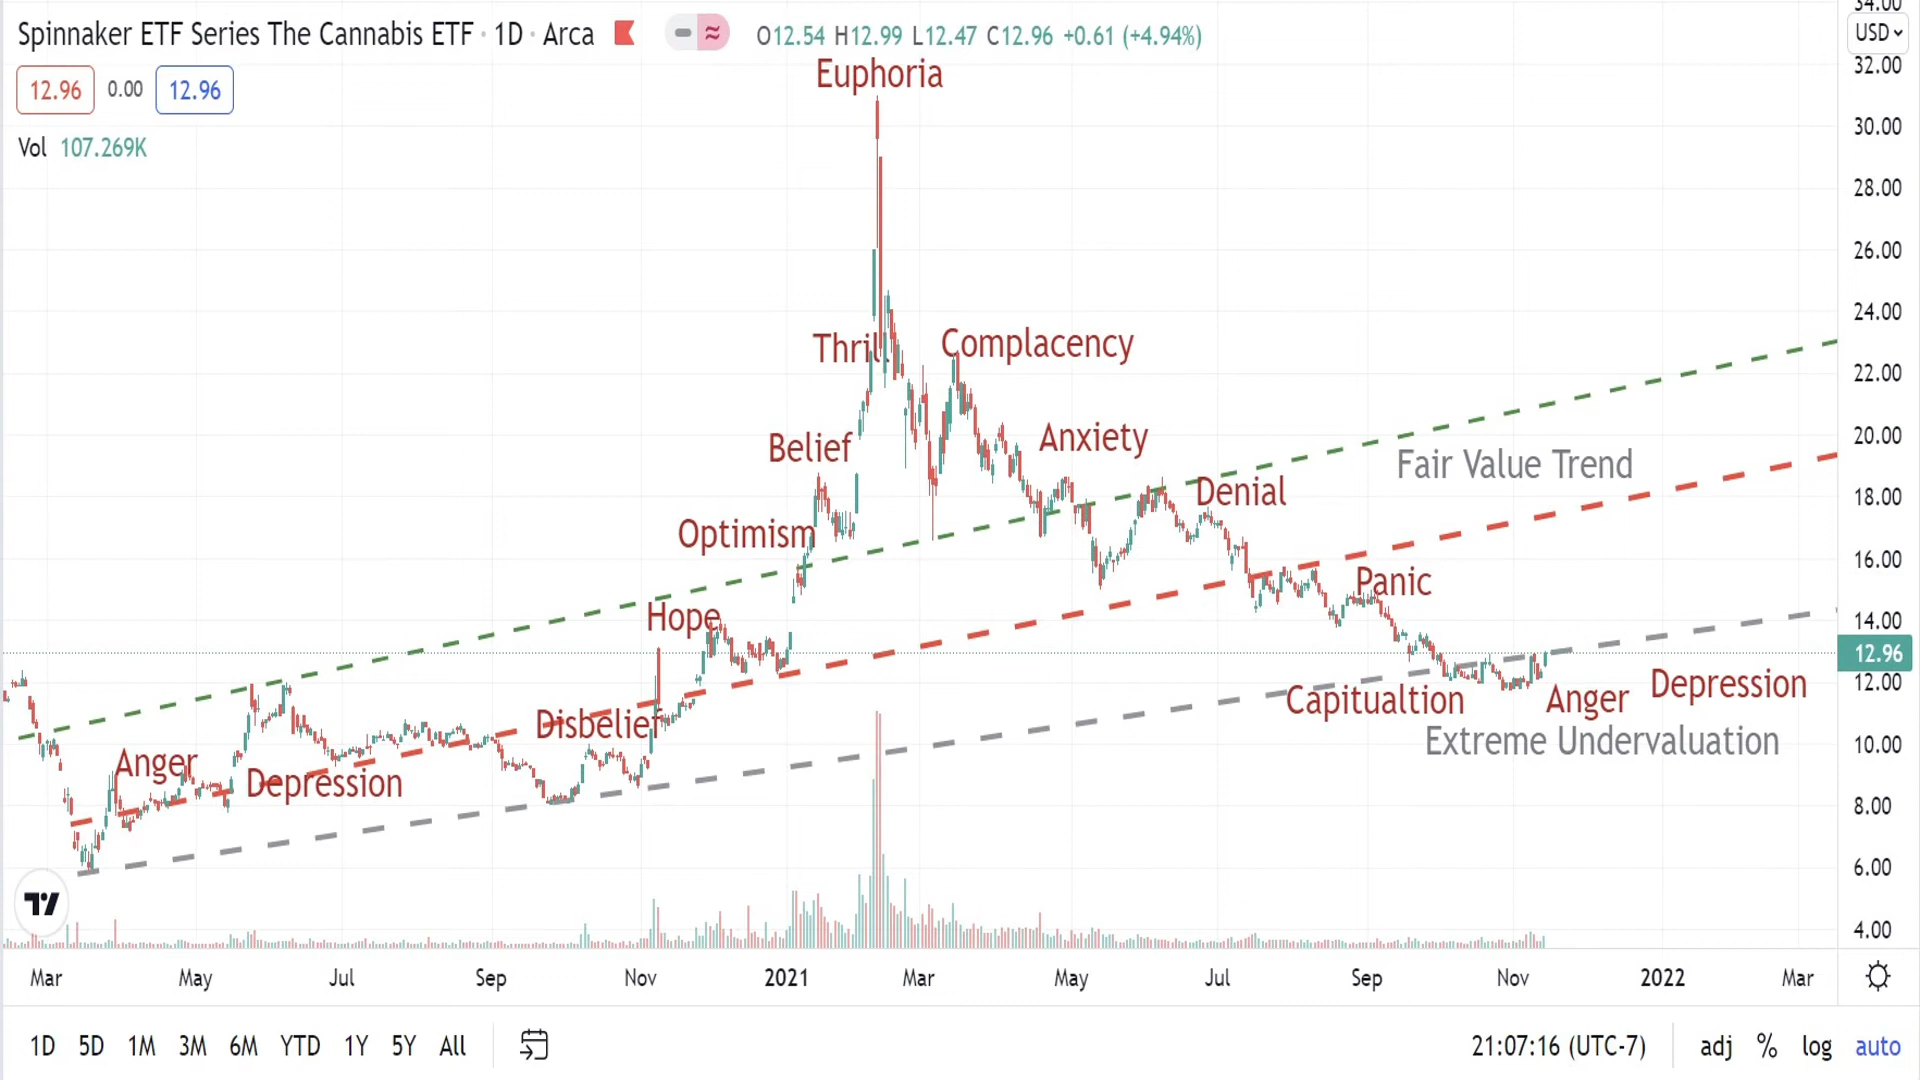 Spinnaker ETF Series The Cannabis ETF · 1D · Arca O12.54 H12.99 L12.47 C12.96 +0.61 (+4.94%)
12.96 0.00 12.96
Vol 107.269K
34.00
USD
32.00
30.00
28.00
26.00
24.00
22.00
20.00
18.00
16.00
14.00
12.96
12.00
10.00
8.00
6.00
4.00
Euphoria
Thrill
Complacency
Belief
Anxiety
Fair Value Trend
Denial
Optimism
Panic
Hope
Depression
Capitualtion
Anger
Disbelief
Extreme Undervaluation
Anger
Depression
Mar May Jul Sep Nov 2021 Mar May Jul Sep Nov 2022 Mar
1D 5D 1M 3M 6M YTD 1Y 5Y All 21:07:16 (UTC-7) adj % log auto